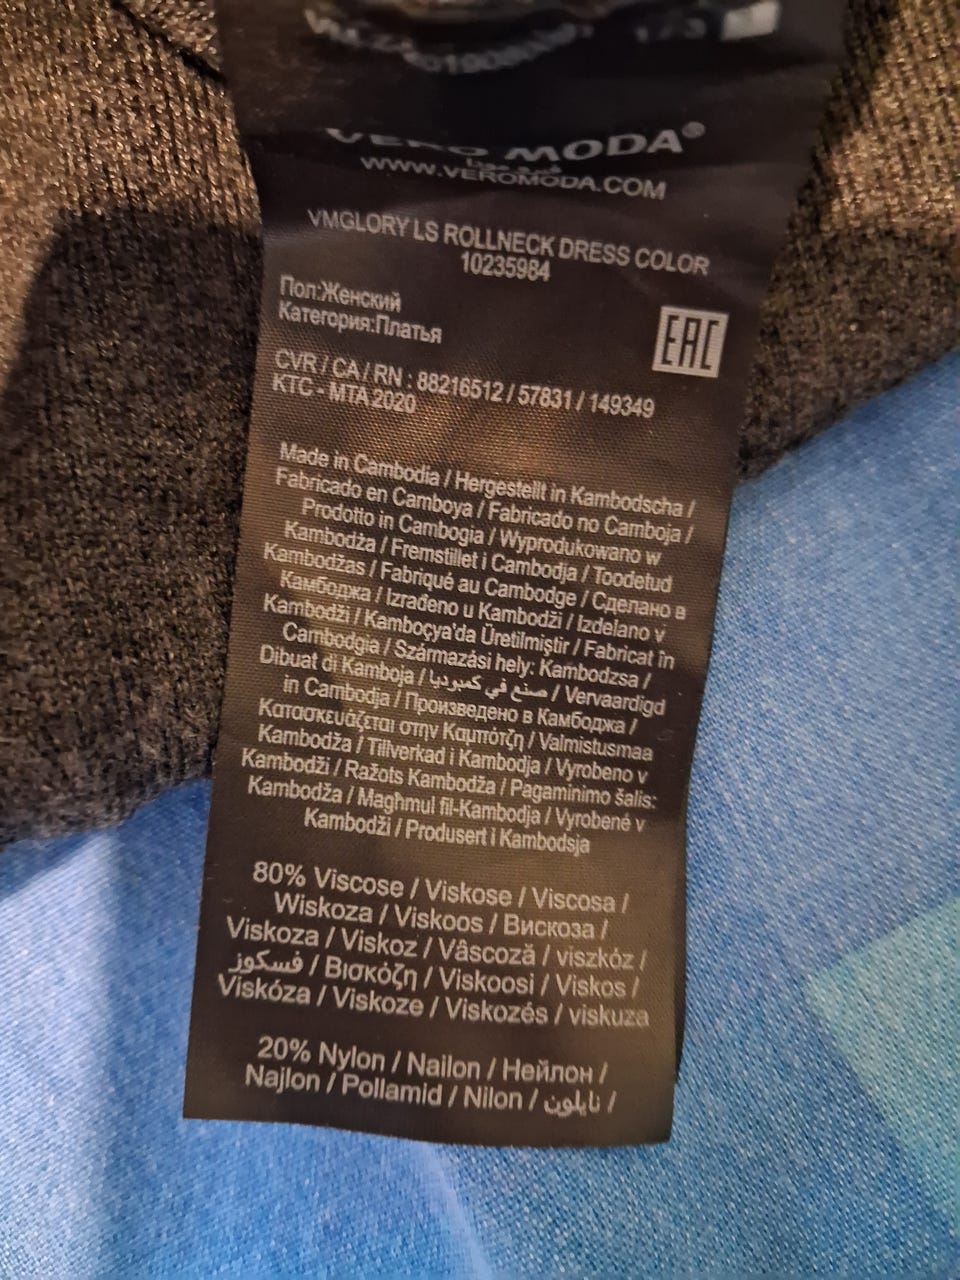 1/3
VERO MODA®
WWW.VEROMODA.COM
VMGLORY LS ROLLNECK DRESS COLOR
10235984
Пол:Женский
Категория:Платья
EAC
CVR / CA / RN : 88216512 / 57831 / 149349
KTC - MTA 2020
Made in Cambodia / Hergestellt in Kambodscha /
Fabricado en Camboya / Fabricado no Camboja /
Prodotto in Cambogia / Wyprodukowano w
Kambodża / Fremstillet i Cambodja / Toodetud
Kambodžas / Fabriqué au Cambodge / Сделано в
Камбоджа / Izrađeno u Kambodži / Izdelano v
Kambodži / Kamboçya'da Üretilmiştir / Fabricat în
Cambodgia / Származási hely: Kambodzsa /
Dibuat di Kamboja / صنع في كمبوديا / Vervaardigd
in Cambodja / Произведено в Камбоджа /
Κατασκευάζεται στην Καμπότζη / Valmistusmaa
Kambodža / Tillverkad i Kambodja / Vyrobeno v
Kambodži / Ražots Kambodža / Pagaminimo šalis:
Kambodža / Magħmul fil-Kambodja / Vyrobené v
Kambodži / Produsert i Kambodsja
80% Viscose / Viskose / Viscosa /
Wiskoza / Viskoos / Вискоза /
Viskoza / Viskoz / Vâscoză / viszkóz /
فسكوز / Βισκόζη / Viskoosi / Viskos /
Viskóza / Viskoze / Viskozés / viskuza
20% Nylon / Nailon / Нейлон /
Najlon / Pollamid / Nilon / نايلون /